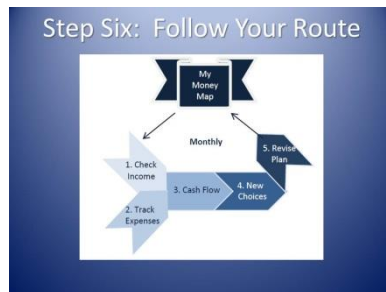 Step Six: Follow Your Route
My
Money
Map
Monthly
1. Check
Income
2. Track
Expenses
3. Cash Flow
4. New
Choices
5. Revise
Plan